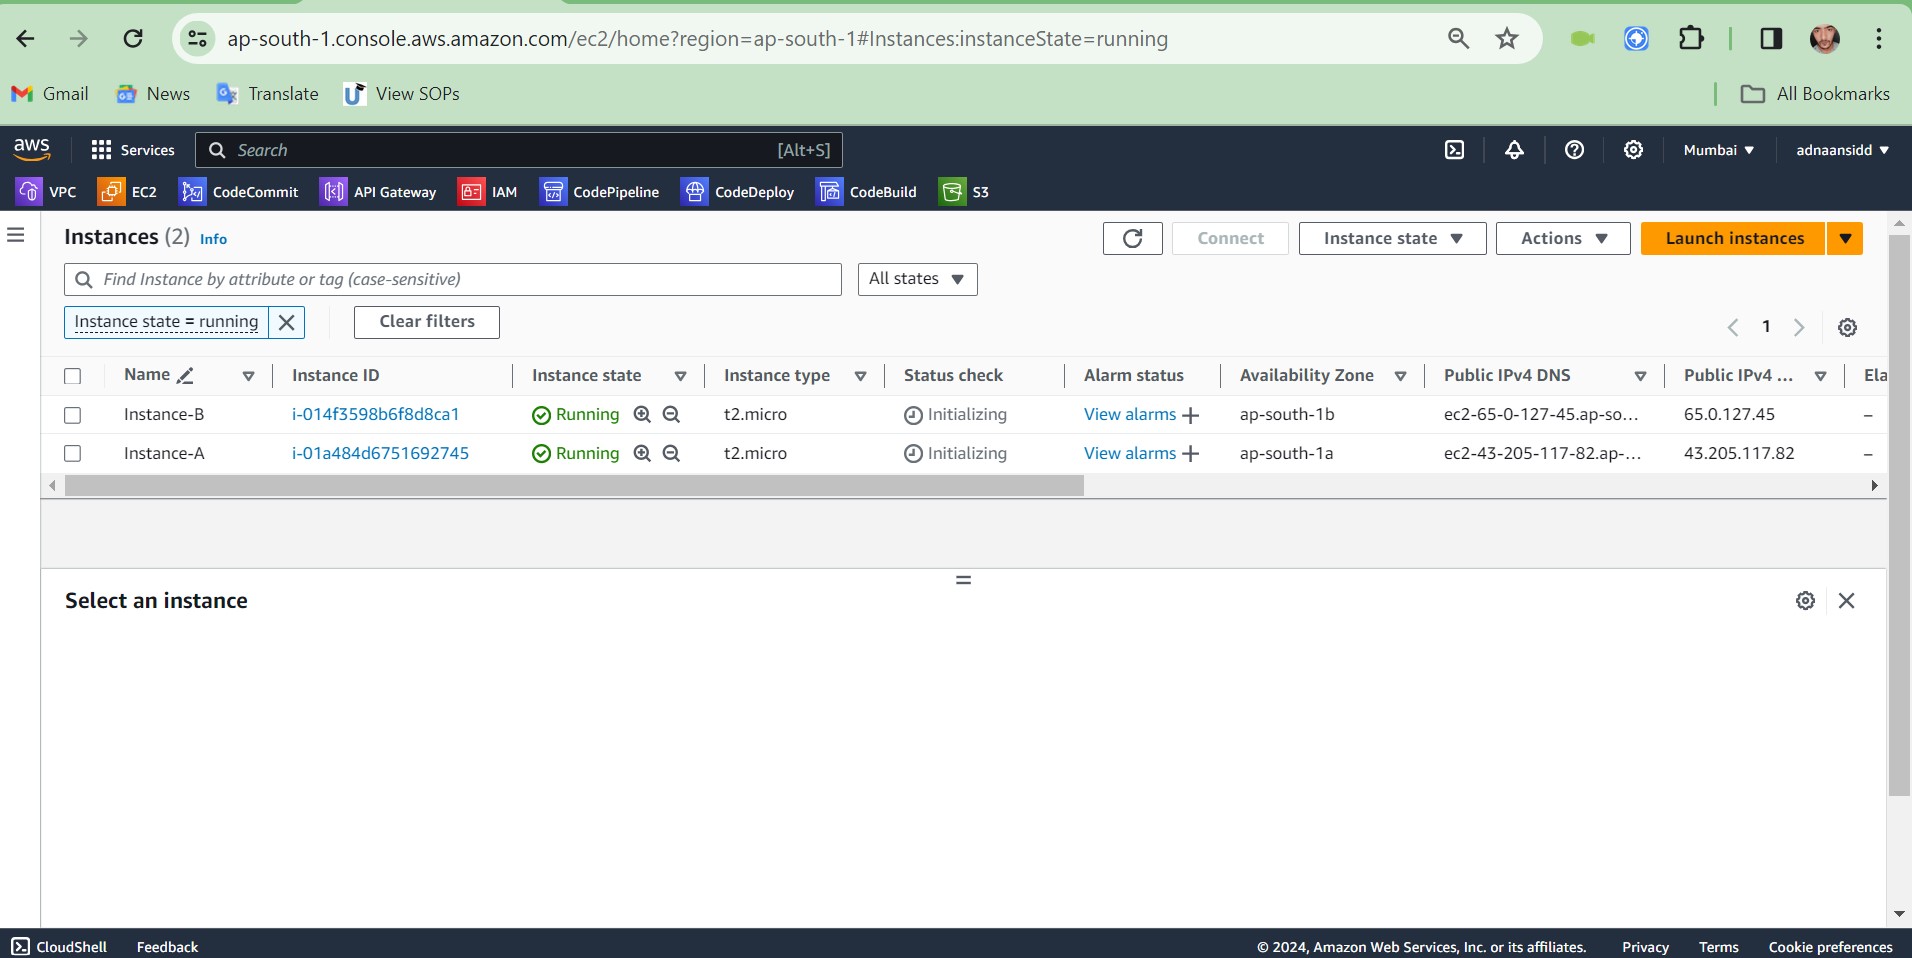 ap-south-1.console.aws.amazon.com/ec2/home?region=ap-south-1#Instances:instanceState=running
Gmail News Translate View SOPs All Bookmarks
aws Services Search [Alt+S] Mumbai adnaansidd
VPC EC2 CodeCommit API Gateway IAM CodePipeline CodeDeploy CodeBuild S3
Instances (2) Info Connect Instance state Actions Launch instances
Find Instance by attribute or tag (case-sensitive) All states
Instance state = running Clear filters 1
Name Instance ID Instance state Instance type Status check Alarm status Availability Zone Public IPv4 DNS Public IPv4 ... Ela
Instance-B i-014f3598b6f8d8ca1 Running t2.micro Initializing View alarms + ap-south-1b ec2-65-0-127-45.ap-so... 65.0.127.45 –
Instance-A i-01a484d6751692745 Running t2.micro Initializing View alarms + ap-south-1a ec2-43-205-117-82.ap-... 43.205.117.82 –
Select an instance
CloudShell Feedback © 2024, Amazon Web Services, Inc. or its affiliates. Privacy Terms Cookie preferences